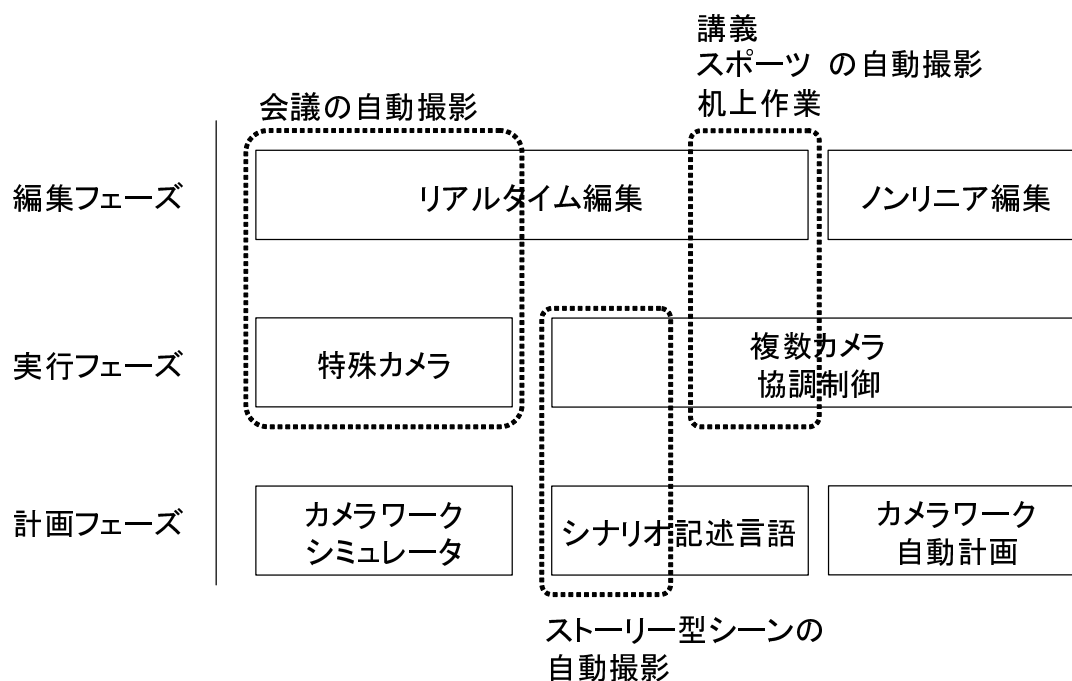 講義
スポーツ の自動撮影
机上作業
会議の自動撮影
編集フェーズ
リアルタイム編集
ノンリニア編集
実行フェーズ
特殊カメラ
複数カメラ
協調制御
計画フェーズ
カメラワーク
シミュレータ
シナリオ記述言語
カメラワーク
自動計画
ストーリー型シーンの
自動撮影